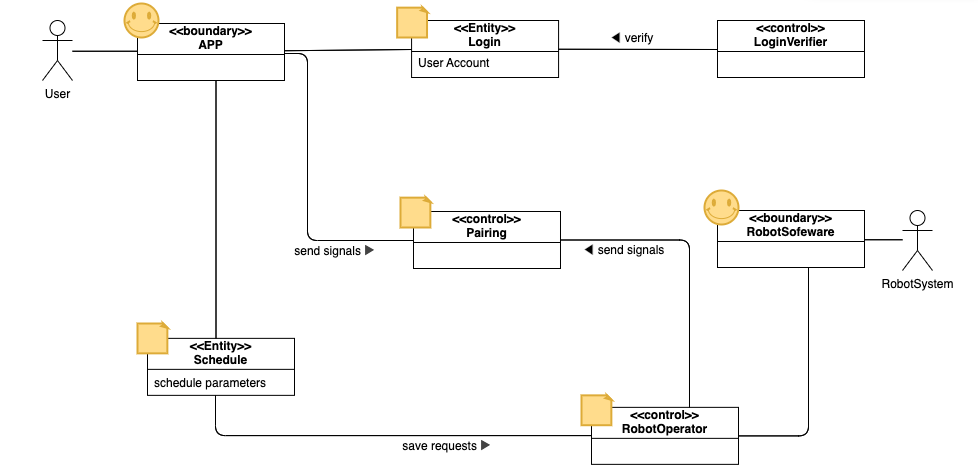 <<boundary>>
APP
<<Entity>>
Login
User Account
◀ verify
<<control>>
LoginVerifier
User
<<control>>
Pairing
send signals ▶
◀ send signals
<<boundary>>
RobotSofeware
RobotSystem
<<Entity>>
Schedule
schedule parameters
<<control>>
RobotOperator
save requests ▶